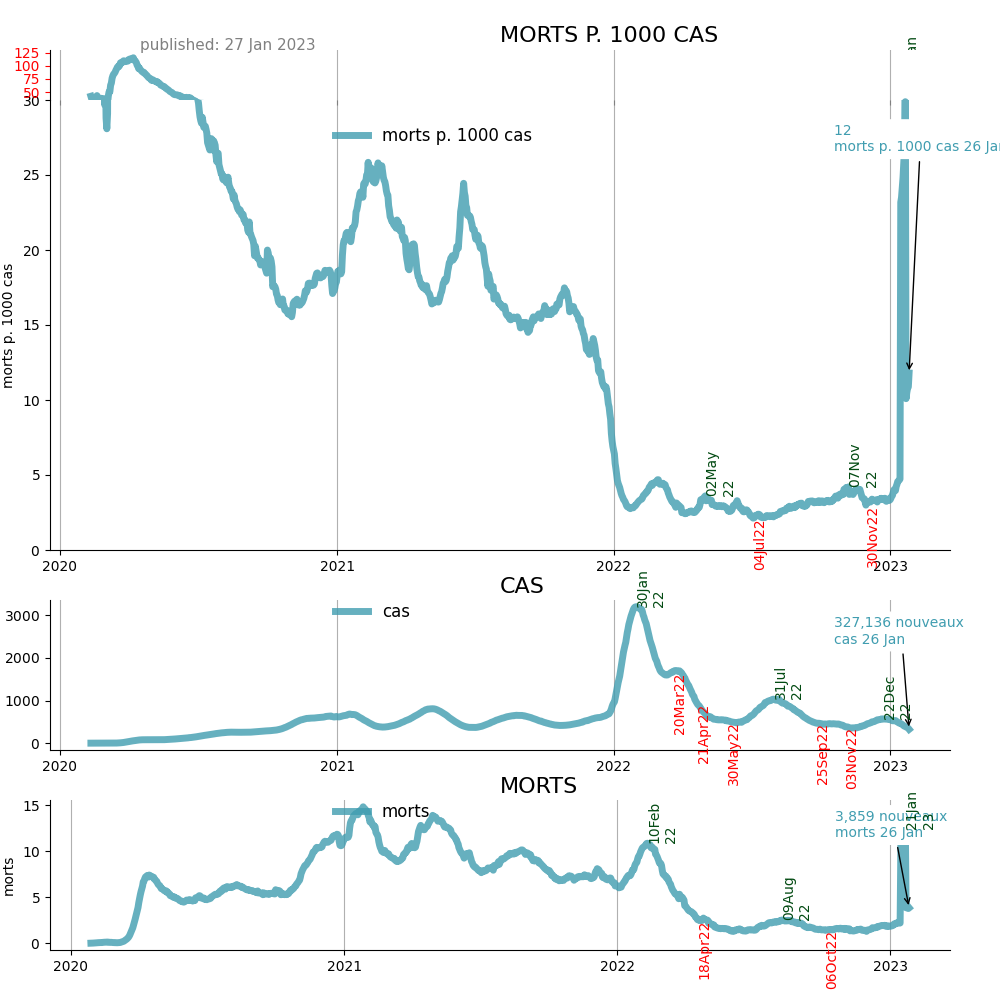 MORTS P. 1000 CAS
published: 27 Jan 2023
125
100
75
50
30
25
20
15
10
5
0
morts p. 1000 cas
morts p. 1000 cas
12
morts p. 1000 cas 26 Jan
02May
22
04Jul22
07Nov
22
30Nov22
2020
2021
2022
2023
CAS
cas
3000
2000
1000
0
30Jan
22
20Mar22
21Apr22
30May22
31Jul
22
25Sep22
03Nov22
22Dec
22
327,136 nouveaux
cas 26 Jan
2020
2021
2022
2023
MORTS
morts
15
10
5
0
morts
10Feb
22
18Apr22
09Aug
22
06Oct22
21Jan
23
3,859 nouveaux
morts 26 Jan
2020
2021
2022
2023